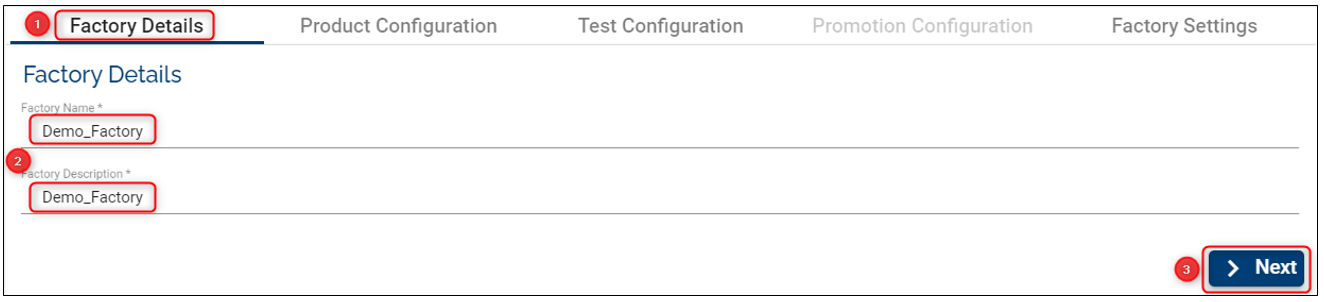 1 Factory Details Product Configuration Test Configuration Promotion Configuration Factory Settings
Factory Details
Factory Name *
Demo_Factory
2
Factory Description *
Demo_Factory
3 Next